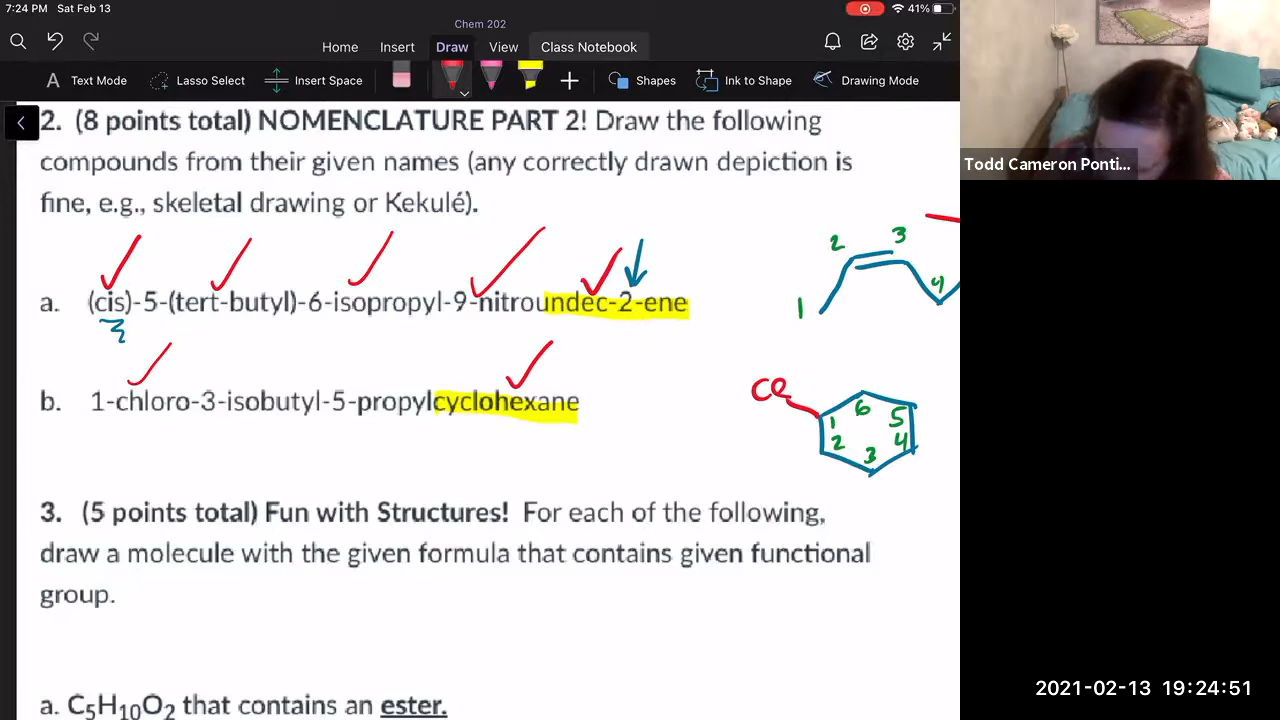 7:24 PM Sat Feb 13
41%
Chem 202
Home Insert Draw View Class Notebook
Text Mode Lasso Select Insert Space Shapes Ink to Shape Drawing Mode
2. (8 points total) NOMENCLATURE PART 2! Draw the following
compounds from their given names (any correctly drawn depiction is
fine, e.g., skeletal drawing or Kekulé).
a. (cis)-5-(tert-butyl)-6-isopropyl-9-nitroundec-2-ene
1 2 3 4
b. 1-chloro-3-isobutyl-5-propylcyclohexane
Cl
1 2 3 4 5 6
3. (5 points total) Fun with Structures! For each of the following,
draw a molecule with the given formula that contains given functional
group.
a. C₅H₁₀O₂ that contains an ester.
Todd Cameron Ponti...
2021-02-13 19:24:51